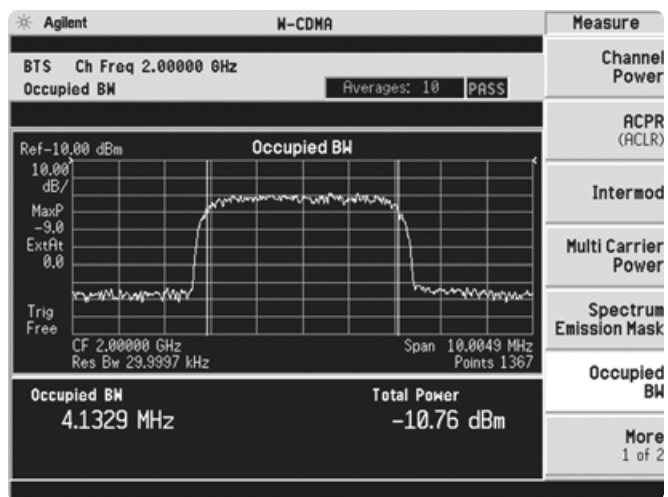 Agilent W-CDMA Measure
BTS Ch Freq 2.00000 GHz
Occupied BW
Averages: 10 PASS
Ref-10.00 dBm
Occupied BW
10.00
dB/
MaxP
-9.0
ExtAt
0.0
Trig
Free
CF 2.00000 GHz
Span 10.0049 MHz
Res Bw 29.9997 kHz
Points 1367
Occupied BW
Total Power
4.1329 MHz
-10.76 dBm
Channel
Power
ACPR
(ACLR)
Intermod
Multi Carrier
Power
Spectrum
Emission Mask
Occupied
BW
More
1 of 2